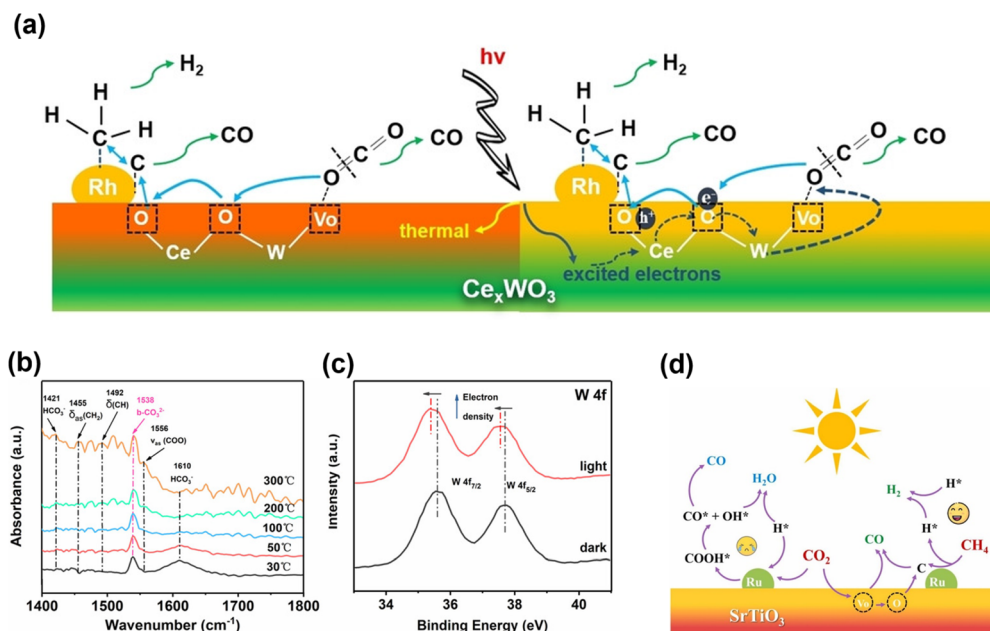 (a)
hv
H₂
H
H
H
C
C
CO
O
C
O
CO
Rh
O
O
Vo
Ce
W
thermal
H₂
H
H
H
C
C
CO
O
C
O
CO
Rh
O
h⁺
e⁻
O
Vo
Ce
W
excited electrons
CeₓWO₃
(b)
Absorbance (a.u.)
1421
HCO₃⁻
1455
δas(CH₂)
1492
δ(CH)
1538
b-CO₃²⁻
1556
νas (COO)
1610
HCO₃⁻
300℃
200℃
100℃
50℃
30℃
1400 1500 1600 1700 1800
Wavenumber (cm⁻¹)
(c)
Intensity (a.u.)
Electron
density
W 4f
light
W 4f7/2
W 4f5/2
dark
34 36 38 40
Binding Energy (eV)
(d)
CO
H₂O
CO* + OH*
H*
COOH*
Ru
CO₂
H₂
H*
H*
CO
CH₄
C
Ru
Vo
O
SrTiO₃